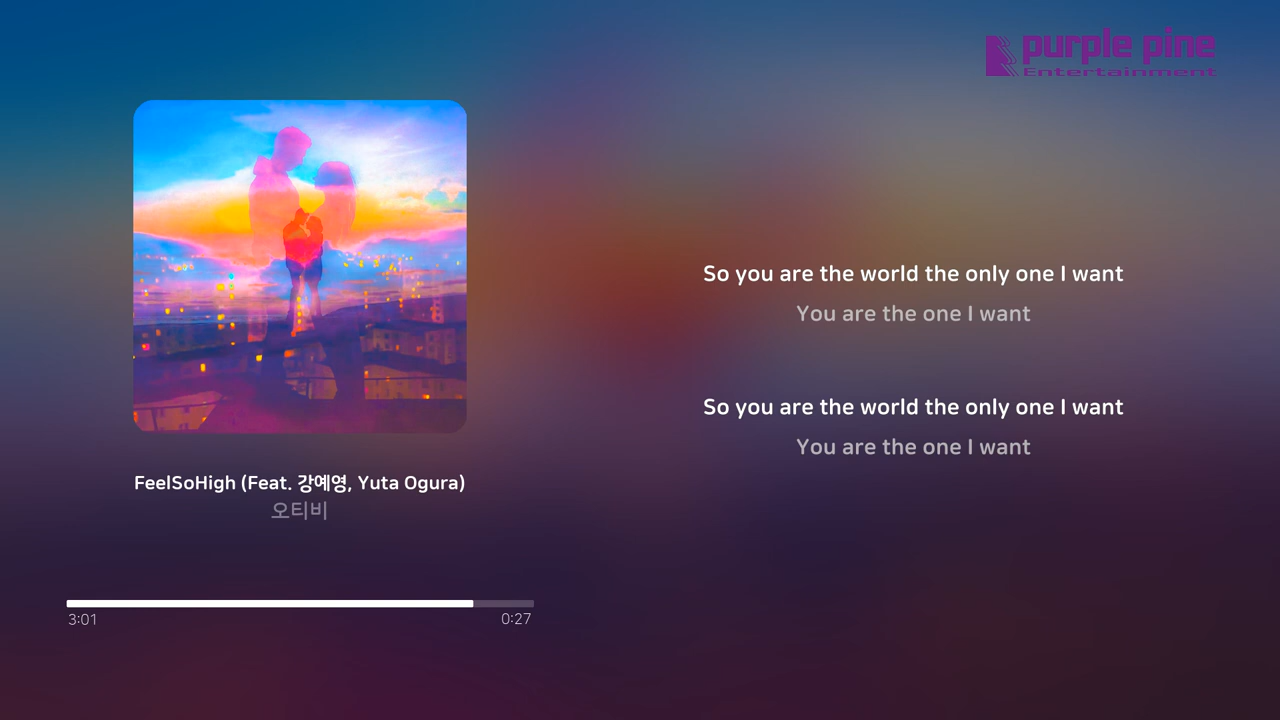 purple pine
Entertainment
So you are the world the only one I want
You are the one I want
So you are the world the only one I want
You are the one I want
FeelSoHigh (Feat. 강예영, Yuta Ogura)
오티비
3:01
0:27